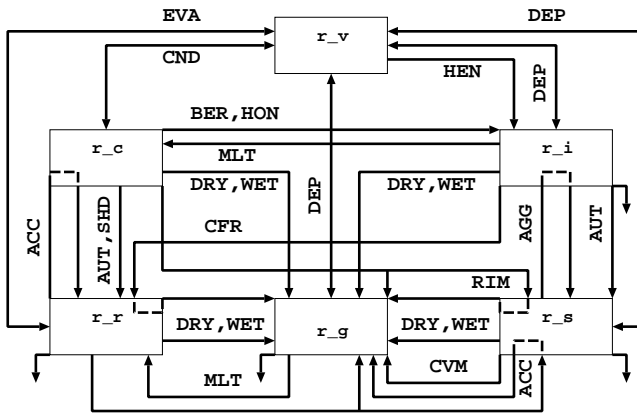 EVA
DEP
r_v
CND
HEN
DEP
BER,HON
r_c
r_i
MLT
DRY,WET
DEP
DRY,WET
ACC
AUT,SHD
CFR
AGG
AUT
RIM
r_r
DRY,WET
r_g
DRY,WET
r_s
MLT
CVM
ACC